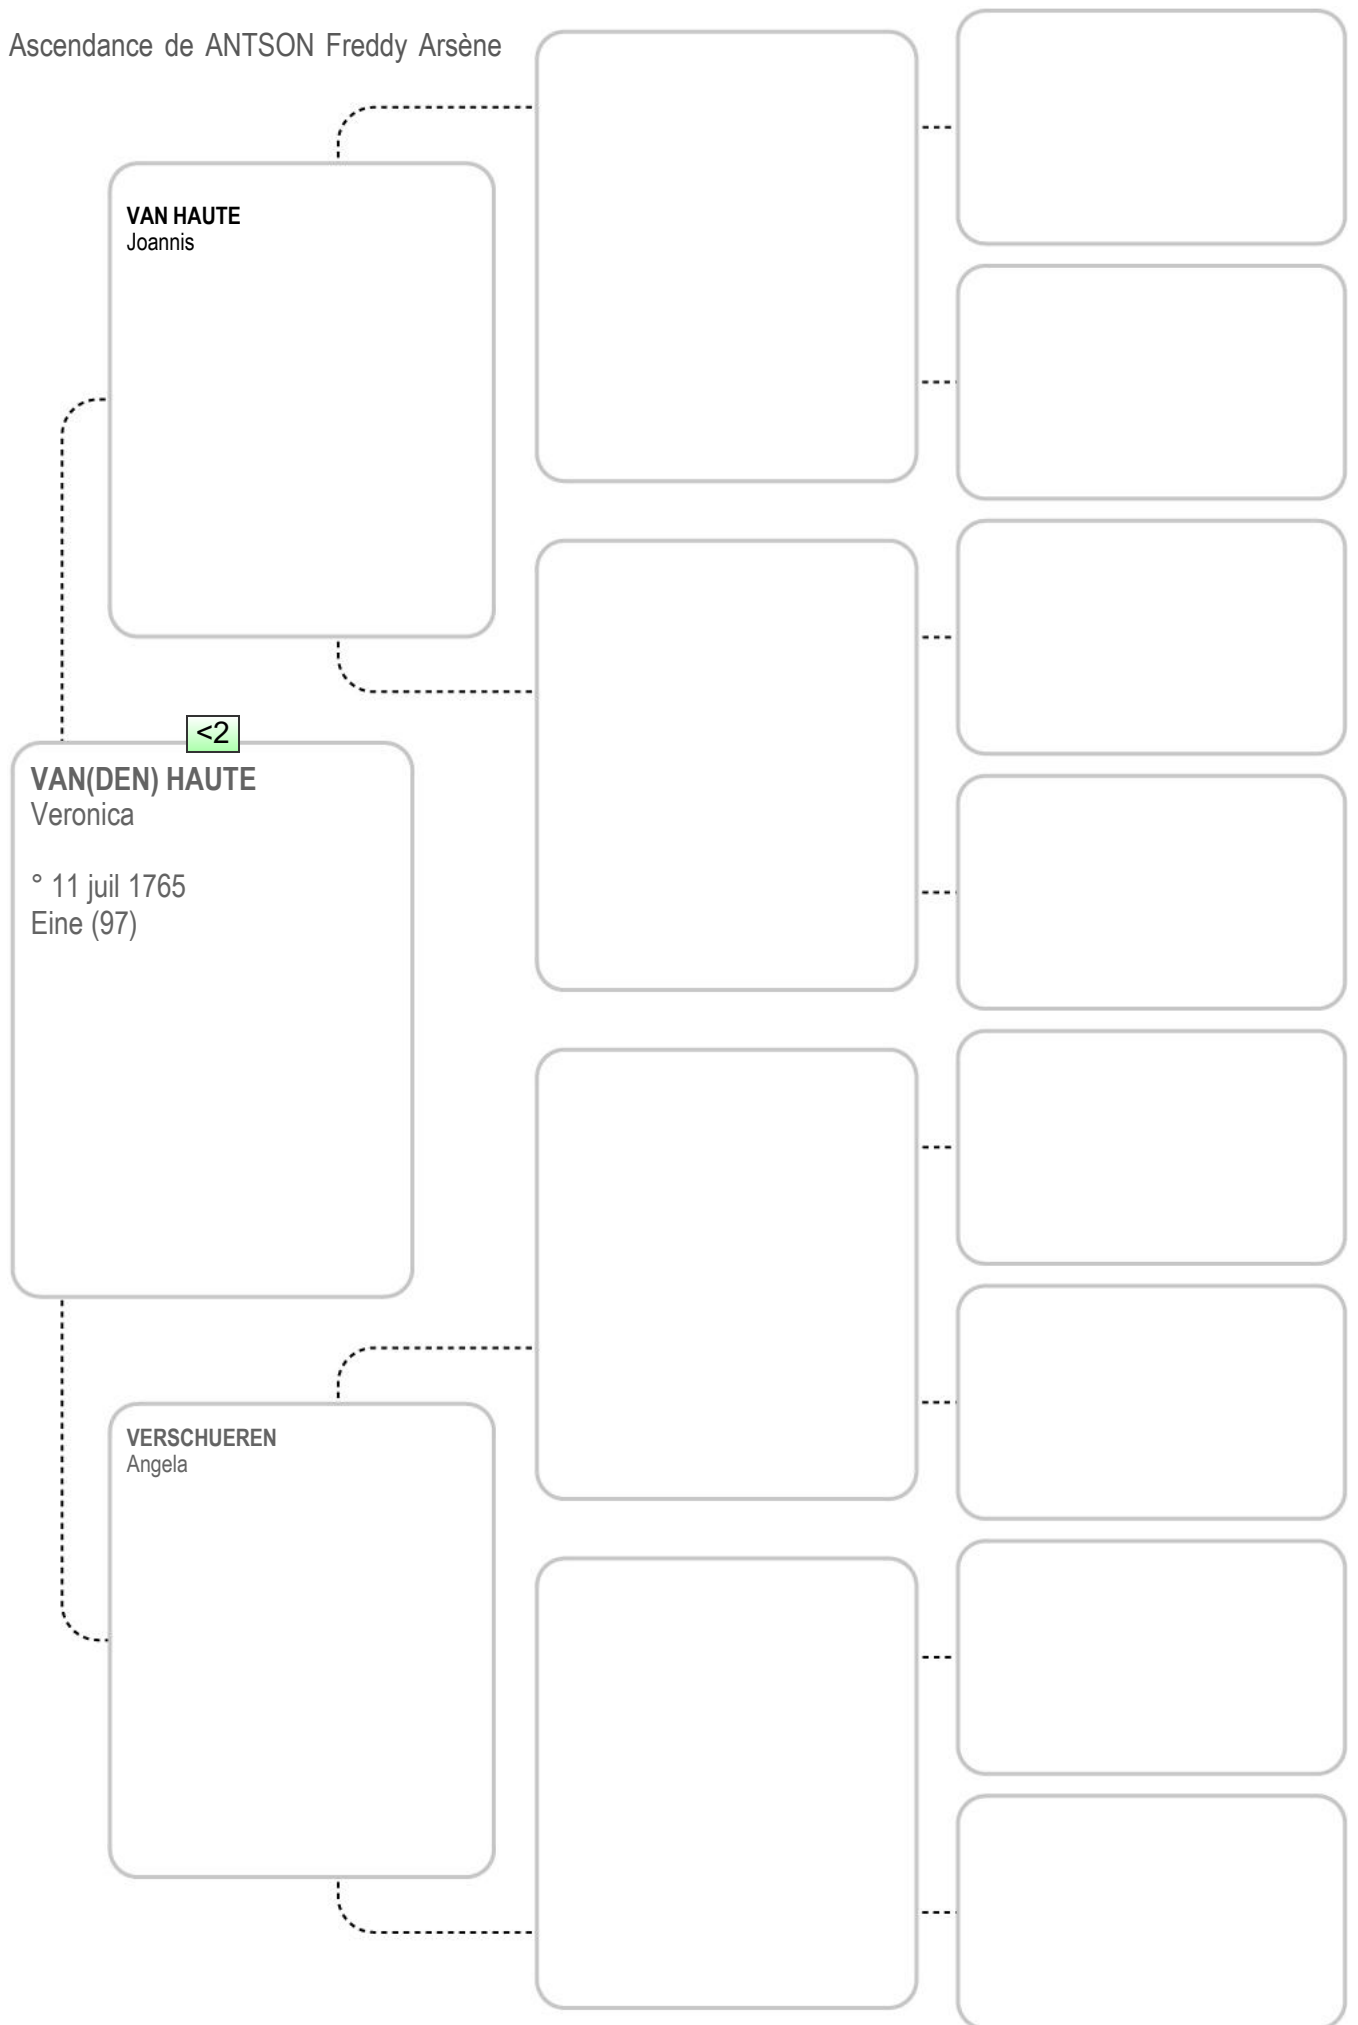 Ascendance de ANTSON Freddy Arsène
VAN HAUTE
Joannis
<2
VAN(DEN) HAUTE
Veronica
° 11 juil 1765
Eine (97)
VERSCHUEREN
Angela